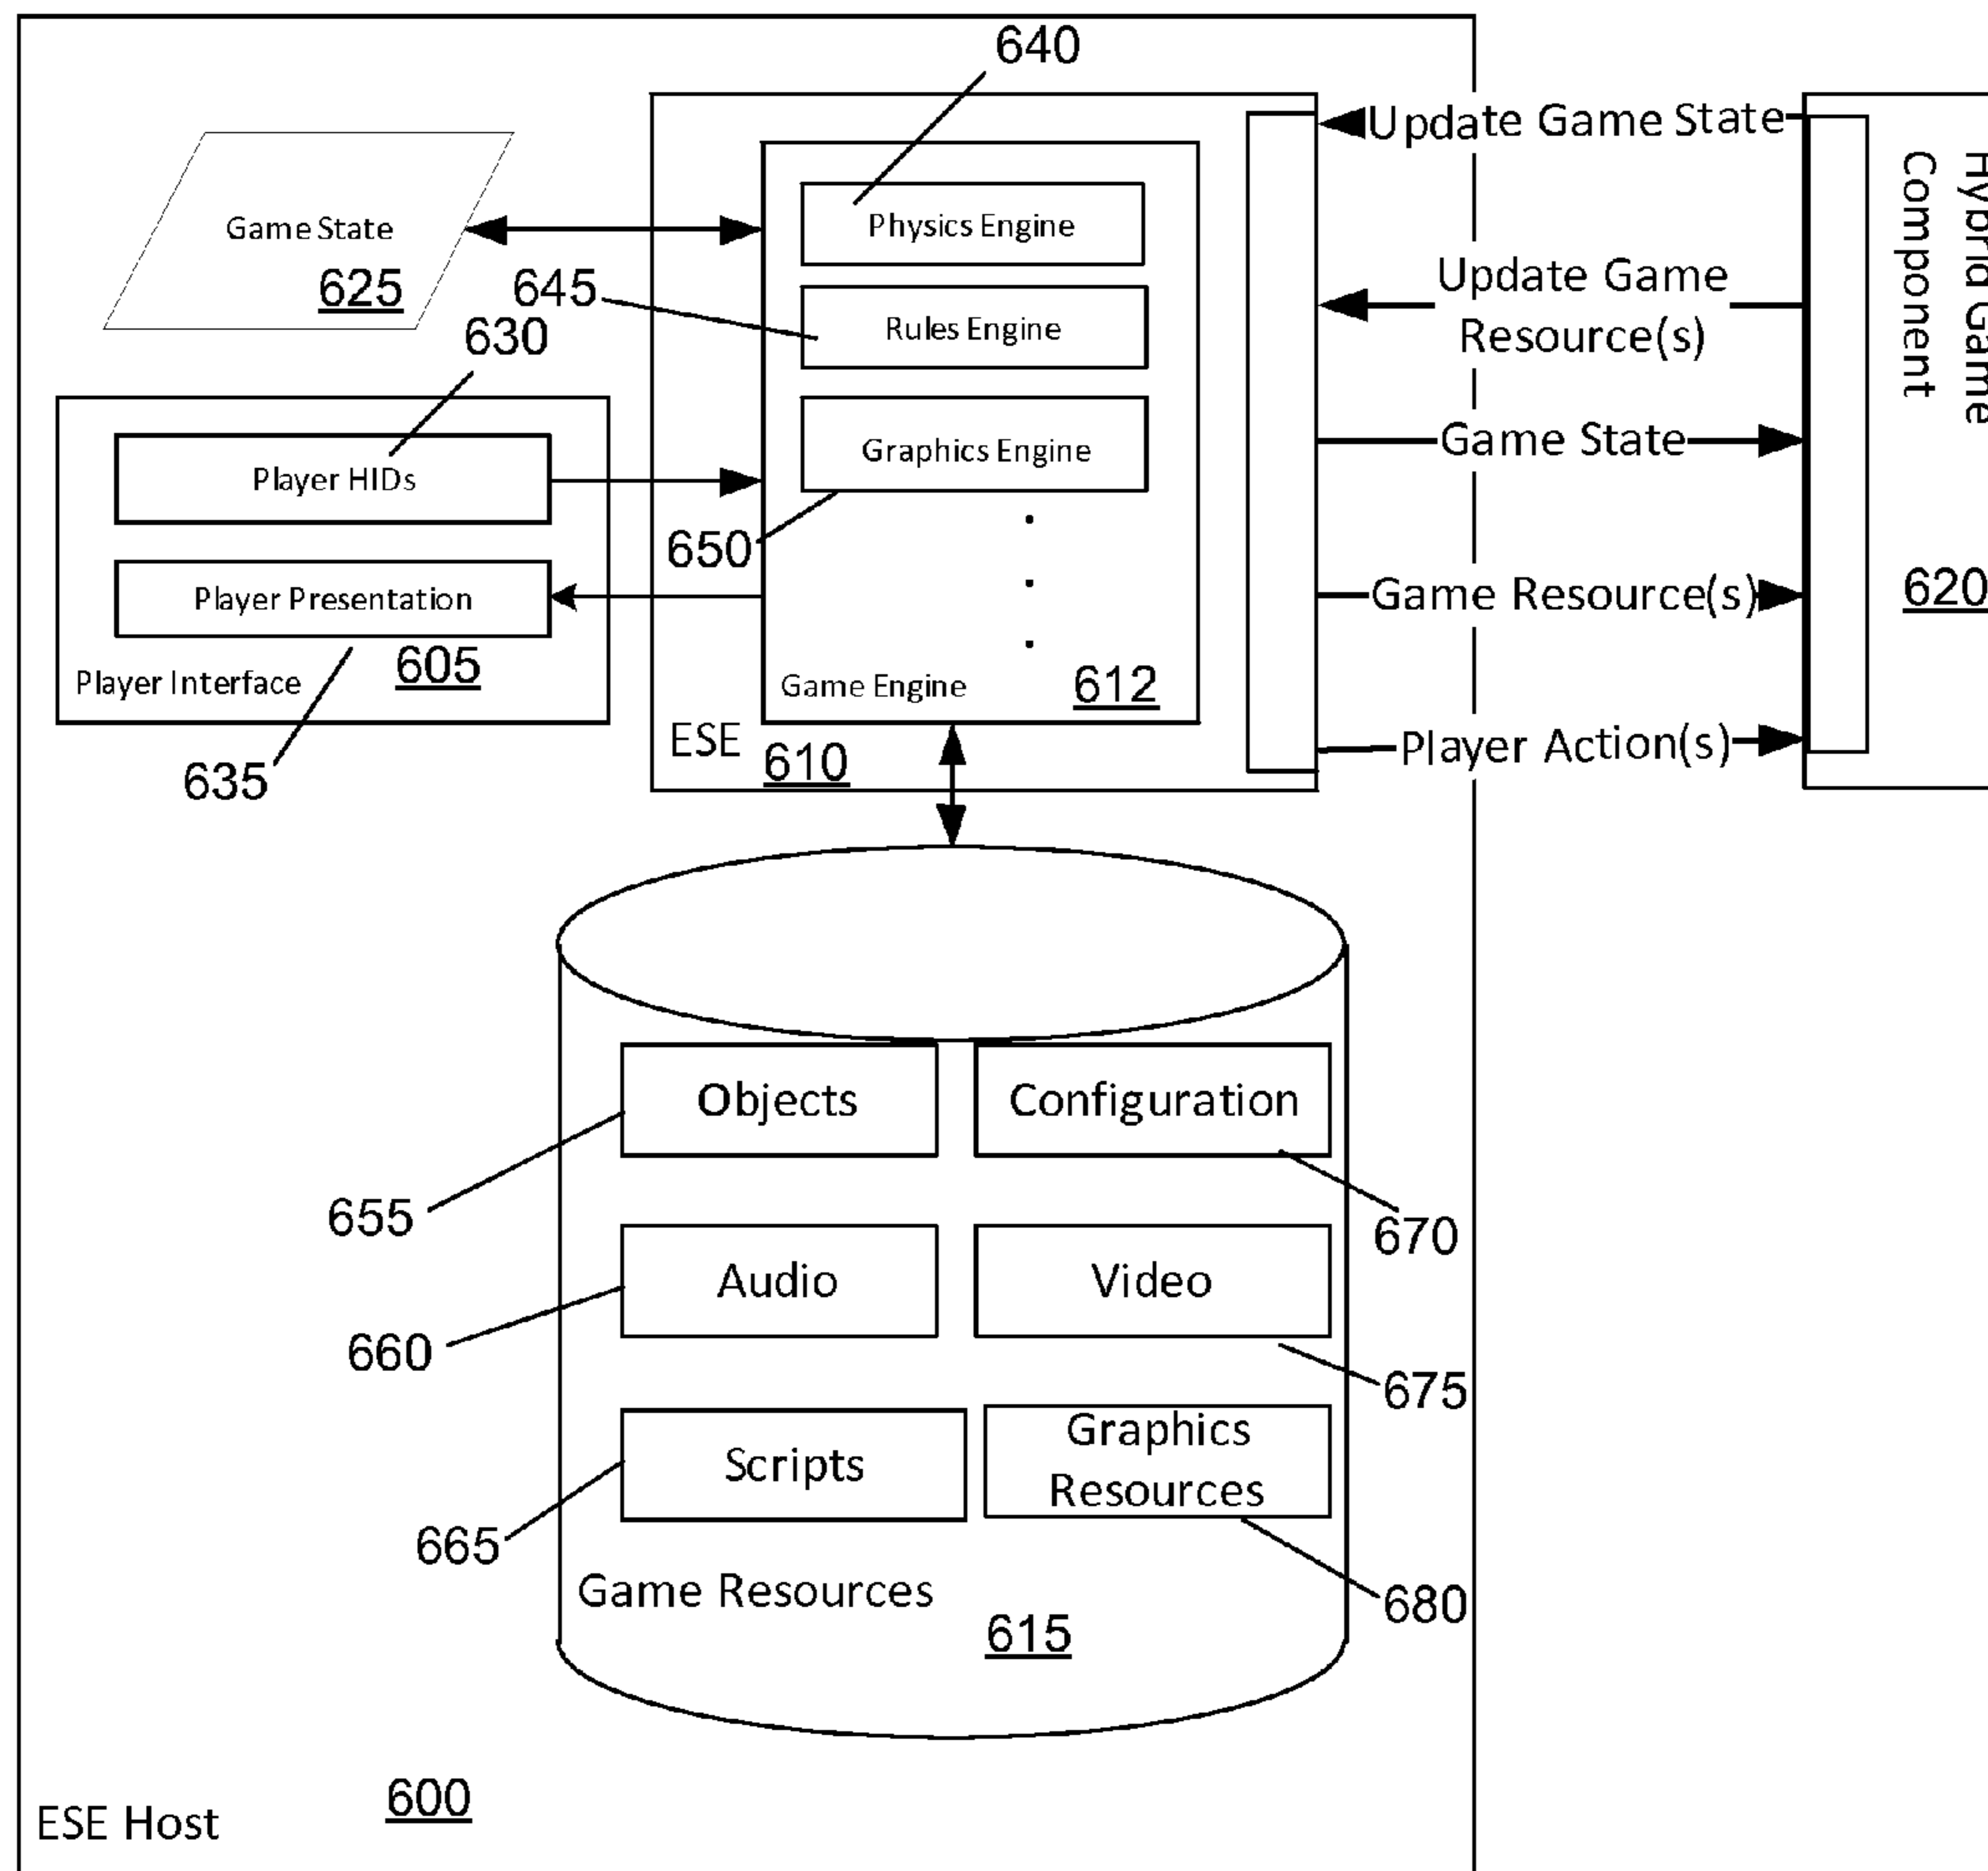 640
Update Game State
Game State
625
Physics Engine
645
Rules Engine
Update Game
Resource(s)
Hybrid Game
Component
630
Player HIDs
Graphics Engine
Game State
650
Player Presentation
605
Player Interface
635
Game Engine
612
Game Resource(s)
620
ESE
610
Player Action(s)
Objects
Configuration
655
670
Audio
Video
660
675
Scripts
Graphics
Resources
665
680
Game Resources
615
ESE Host
600